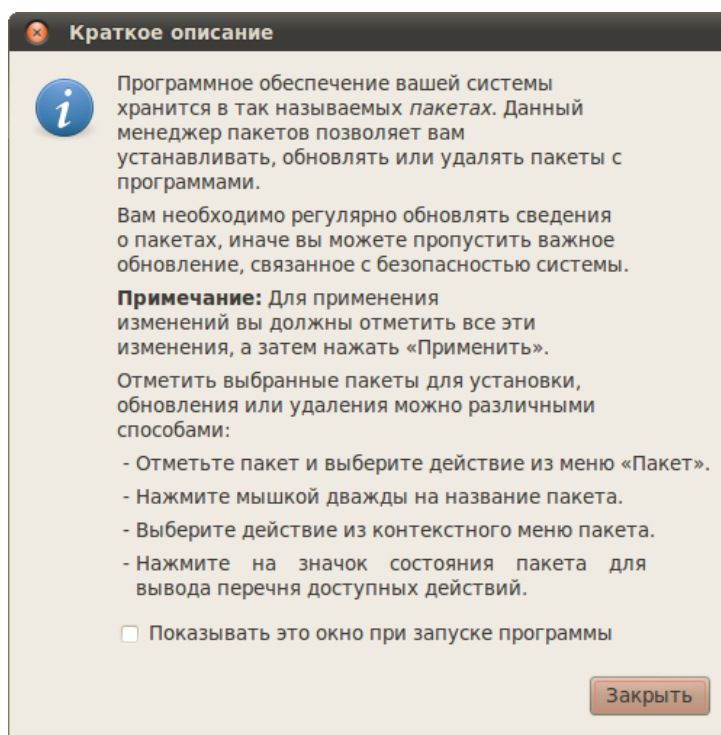 Краткое описание
Программное обеспечение вашей системы
хранится в так называемых пакетах. Данный
менеджер пакетов позволяет вам
устанавливать, обновлять или удалять пакеты с
программами.
Вам необходимо регулярно обновлять сведения
о пакетах, иначе вы можете пропустить важное
обновление, связанное с безопасностью системы.
Примечание: Для применения
изменений вы должны отметить все эти
изменения, а затем нажать «Применить».
Отметить выбранные пакеты для установки,
обновления или удаления можно различными
способами:
- Отметьте пакет и выберите действие из меню «Пакет».
- Нажмите мышкой дважды на название пакета.
- Выберите действие из контекстного меню пакета.
- Нажмите на значок состояния пакета для
вывода перечня доступных действий.
Показывать это окно при запуске программы
Закрыть